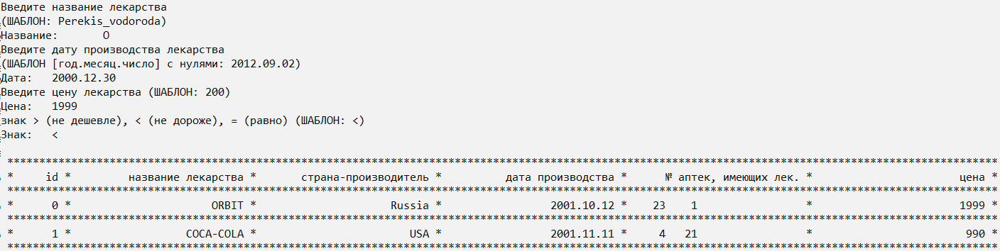 Введите название лекарства
(ШАБЛОН: Perekis_vodoroda)
Название: O
Введите дату производства лекарства
(ШАБЛОН [год.месяц.число] с нулями: 2012.09.02)
Дата: 2000.12.30
Введите цену лекарства (ШАБЛОН: 200)
Цена: 1999
знак > (не дешевле), < (не дороже), = (равно) (ШАБЛОН: <)
Знак: <
* id * название лекарства * страна-производитель * дата производства * № аптек, имеющих лек. * цена *
* 0 * ORBIT * Russia * 2001.10.12 * 23 1 * 1999 *
* 1 * COCA-COLA * USA * 2001.11.11 * 4 21 * 990 *